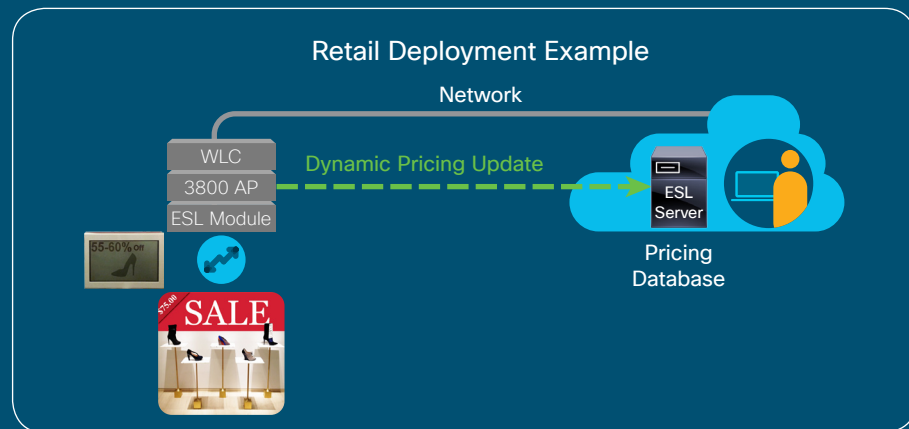 Retail Deployment Example
Network
WLC
3800 AP
ESL Module
Dynamic Pricing Update
ESL
Server
Pricing
Database
55-60% Off
$75.00
SALE